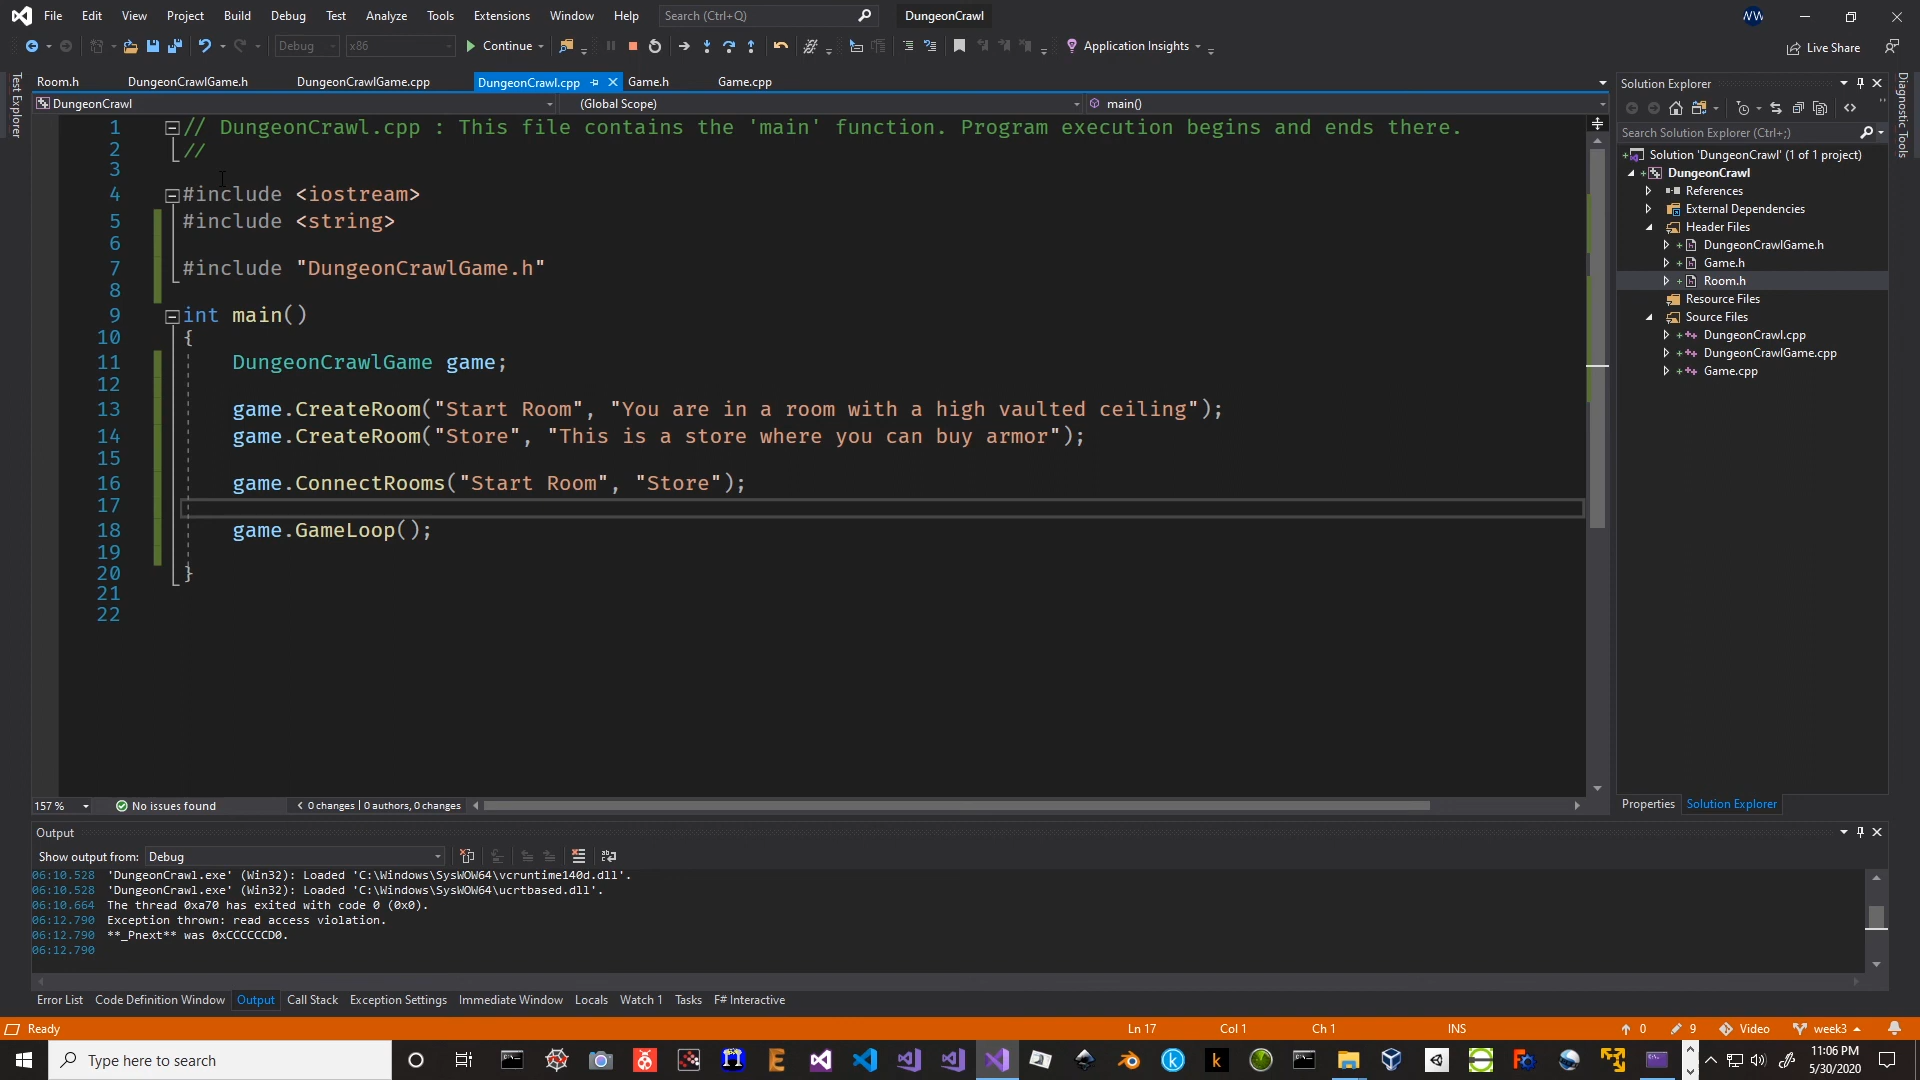 File Edit View Project Build Debug Test Analyze Tools Extensions Window Help Search (Ctrl+Q) DungeonCrawl
Debug x86 Continue Application Insights Live Share
Test Explorer
Room.h DungeonCrawlGame.h DungeonCrawlGame.cpp DungeonCrawl.cpp Game.h Game.cpp
DungeonCrawl (Global Scope) main()
1 // DungeonCrawl.cpp : This file contains the 'main' function. Program execution begins and ends there.
2 //
3
4 #include <iostream>
5 #include <string>
6
7 #include "DungeonCrawlGame.h"
8
9 int main()
10 {
11 DungeonCrawlGame game;
12
13 game.CreateRoom("Start Room", "You are in a room with a high vaulted ceiling");
14 game.CreateRoom("Store", "This is a store where you can buy armor");
15
16 game.ConnectRooms("Start Room", "Store");
17
18 game.GameLoop();
19
20 }
21
22
157 % No issues found 0 changes | 0 authors, 0 changes
Solution Explorer
Search Solution Explorer (Ctrl+;)
Solution 'DungeonCrawl' (1 of 1 project)
DungeonCrawl
References
External Dependencies
Header Files
DungeonCrawlGame.h
Game.h
Room.h
Resource Files
Source Files
DungeonCrawl.cpp
DungeonCrawlGame.cpp
Game.cpp
Properties Solution Explorer
Diagnostic Tools
Output
Show output from: Debug
06:10.528 'DungeonCrawl.exe' (Win32): Loaded 'C:\Windows\SysWOW64\vcruntime140d.dll'.
06:10.528 'DungeonCrawl.exe' (Win32): Loaded 'C:\Windows\SysWOW64\ucrtbased.dll'.
06:10.664 The thread 0xa70 has exited with code 0 (0x0).
06:12.790 Exception thrown: read access violation.
06:12.790 **_Pnext** was 0xCCCCCCD0.
06:12.790
Error List Code Definition Window Output Call Stack Exception Settings Immediate Window Locals Watch 1 Tasks F# Interactive
Ready Ln 17 Col 1 Ch 1 INS 0 9 Video week3
Type here to search
11:06 PM
5/30/2020